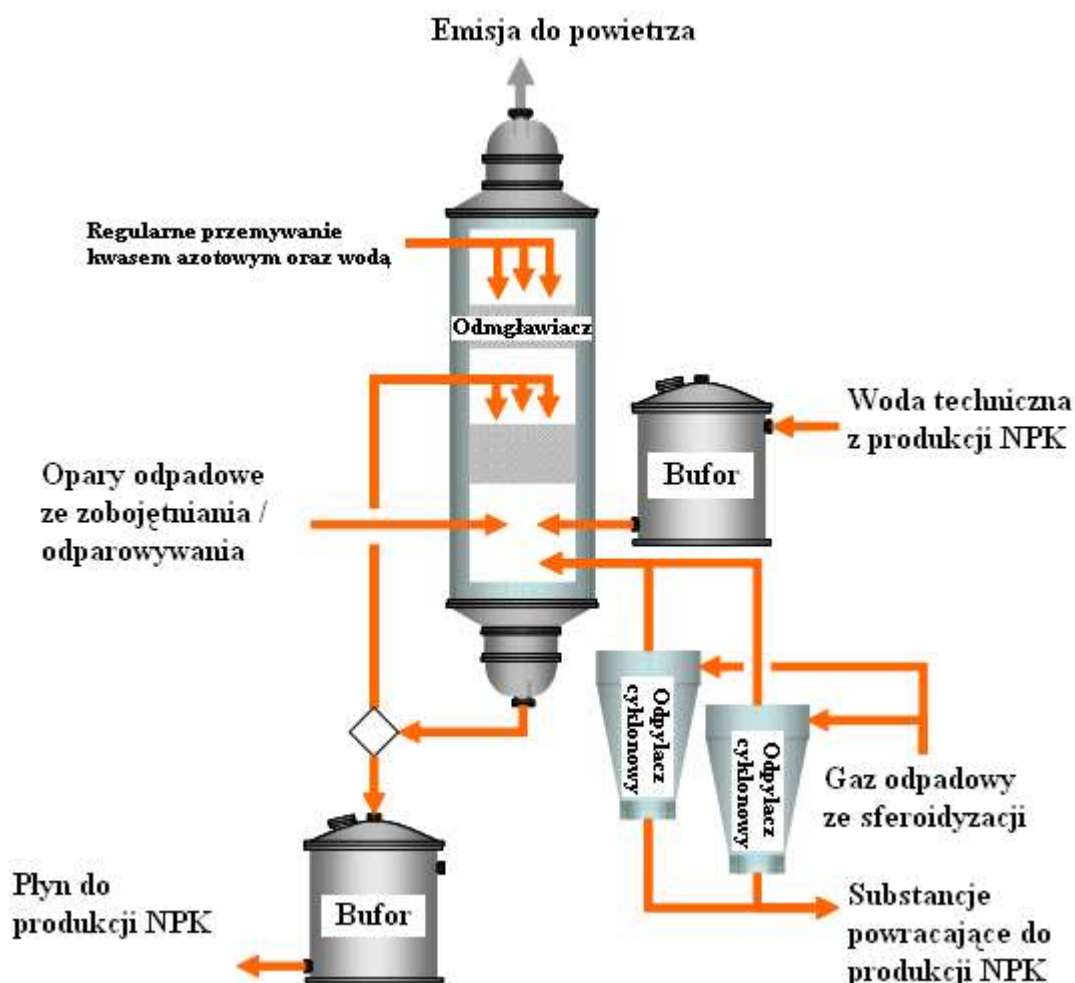 Emisja do powietrza
Regularne przemywanie
kwasem azotowym oraz wodą
Odmgławiacz
Woda techniczna
z produkcji NPK
Bufor
Opary odpadowe
ze zobojętniania /
odparowywania
Odpylacz
cyklonowy
Odpylacz
cyklonowy
Gaz odpadowy
ze sferoidyzacji
Płyn do
produkcji NPK
Bufor
Substancje
powracające do
produkcji NPK